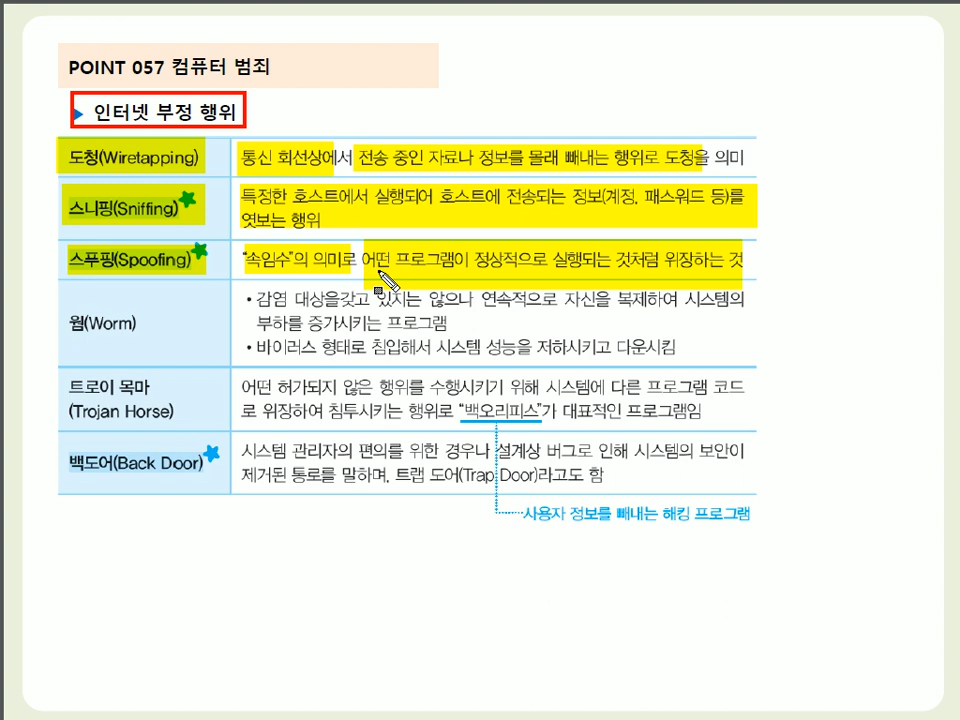 POINT 057 컴퓨터 범죄
인터넷 부정 행위
도청(Wiretapping)
통신 회선상에서 전송 중인 자료나 정보를 몰래 빼내는 행위로 도청을 의미
스니핑(Sniffing)
특정한 호스트에서 실행되어 호스트에 전송되는 정보(계정, 패스워드 등)를
엿보는 행위
스푸핑(Spoofing)
“속임수”의 의미로 어떤 프로그램이 정상적으로 실행되는 것처럼 위장하는 것
웜(Worm)
• 감염 대상을갖고 있지는 않으나 연속적으로 자신을 복제하여 시스템의
부하를 증가시키는 프로그램
• 바이러스 형태로 침입해서 시스템 성능을 저하시키고 다운시킴
트로이 목마
(Trojan Horse)
어떤 허가되지 않은 행위를 수행시키기 위해 시스템에 다른 프로그램 코드
로 위장하여 침투시키는 행위로 “백오리피스”가 대표적인 프로그램임
백도어(Back Door)
시스템 관리자의 편의를 위한 경우나 설계상 버그로 인해 시스템의 보안이
제거된 통로를 말하며, 트랩 도어(Trap Door)라고도 함
사용자 정보를 빼내는 해킹 프로그램